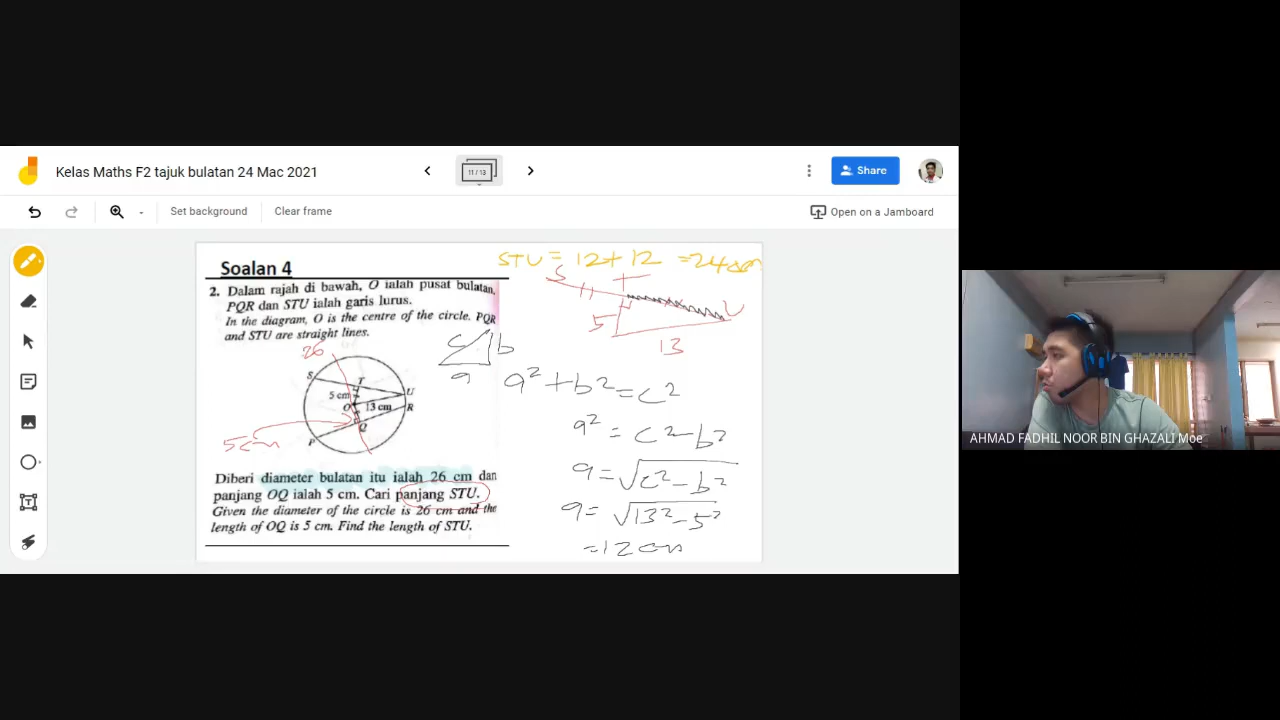 Kelas Maths F2 tajuk bulatan 24 Mac 2021
11 / 13
Share
Set background
Clear frame
Open on a Jamboard
Soalan 4
2. Dalam rajah di bawah, O ialah pusat bulatan,
PQR dan STU ialah garis lurus.
In the diagram, O is the centre of the circle. PQR
and STU are straight lines.
26
S
T
U
5 cm
O
13 cm
R
P
Q
5cm
Diberi diameter bulatan itu ialah 26 cm dan
panjang OQ ialah 5 cm. Cari panjang STU.
Given the diameter of the circle is 26 cm and the
length of OQ is 5 cm. Find the length of STU.
STU = 12+12 =24cm
S
T
U
5
13
c
b
a
a²+b²=c²
a² = c²-b²
a = √c²-b²
a = √13²-5²
=12cm
AHMAD FADHIL NOOR BIN GHAZALI Moe